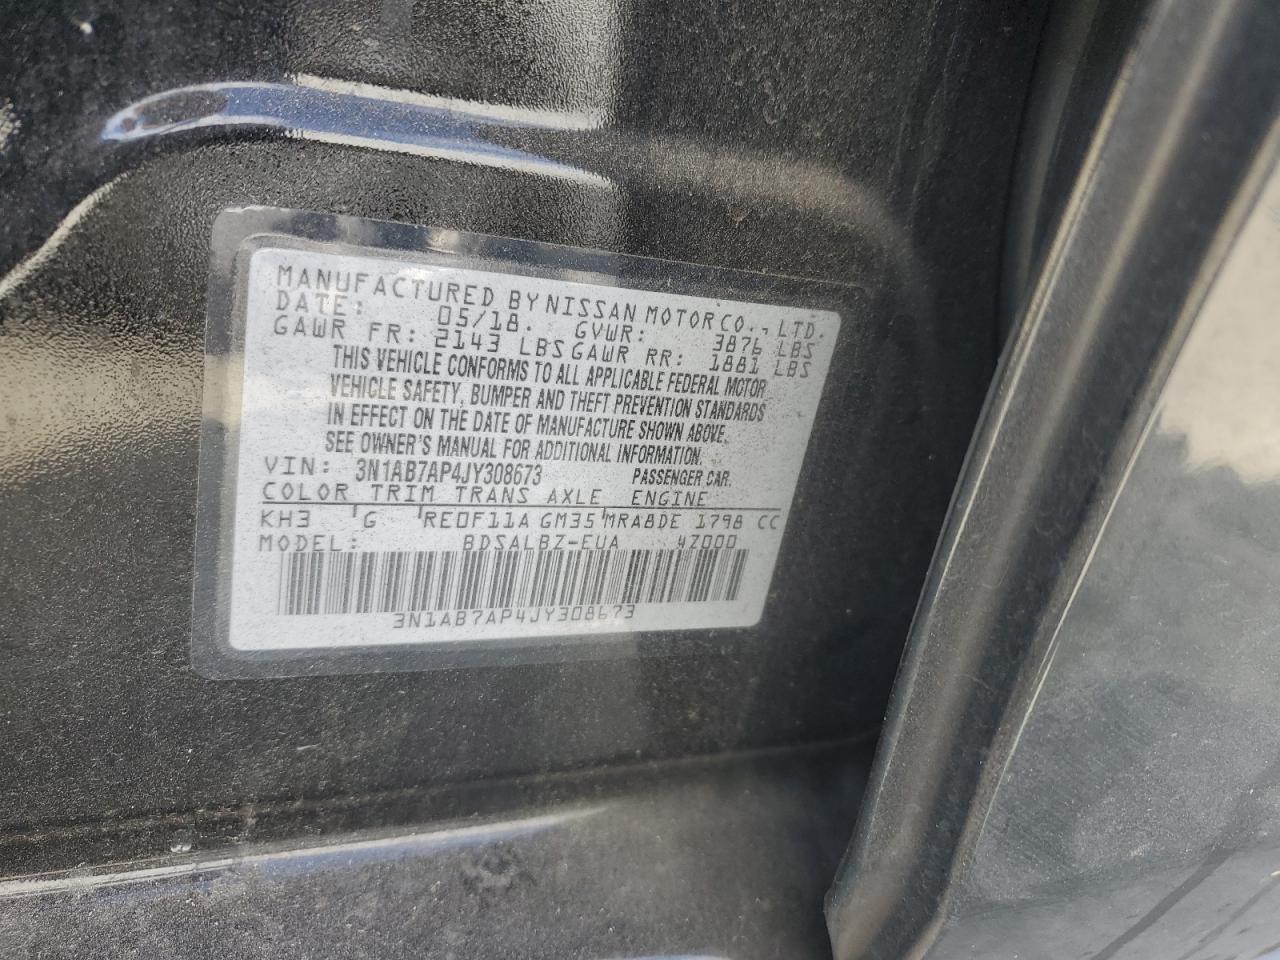 MANUFACTURED BY NISSAN MOTOR CO., LTD.
DATE: 05/18. GVWR: 3876 LBS
GAWR FR: 2143 LBS GAWR RR: 1881 LBS
THIS VEHICLE CONFORMS TO ALL APPLICABLE FEDERAL MOTOR
VEHICLE SAFETY, BUMPER AND THEFT PREVENTION STANDARDS
IN EFFECT ON THE DATE OF MANUFACTURE SHOWN ABOVE.
SEE OWNER'S MANUAL FOR ADDITIONAL INFORMATION.
VIN: 3N1AB7AP4JY308673 PASSENGER CAR.
COLOR TRIM TRANS AXLE ENGINE
KH3 G RE0F11A GM35 MRA8DE 1798 CC
MODEL: BDSALBZ-EUA 4Z000
3N1AB7AP4JY308673